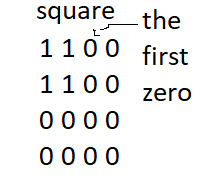 square
the
first
zero
1 1 0 0
1 1 0 0
0 0 0 0
0 0 0 0